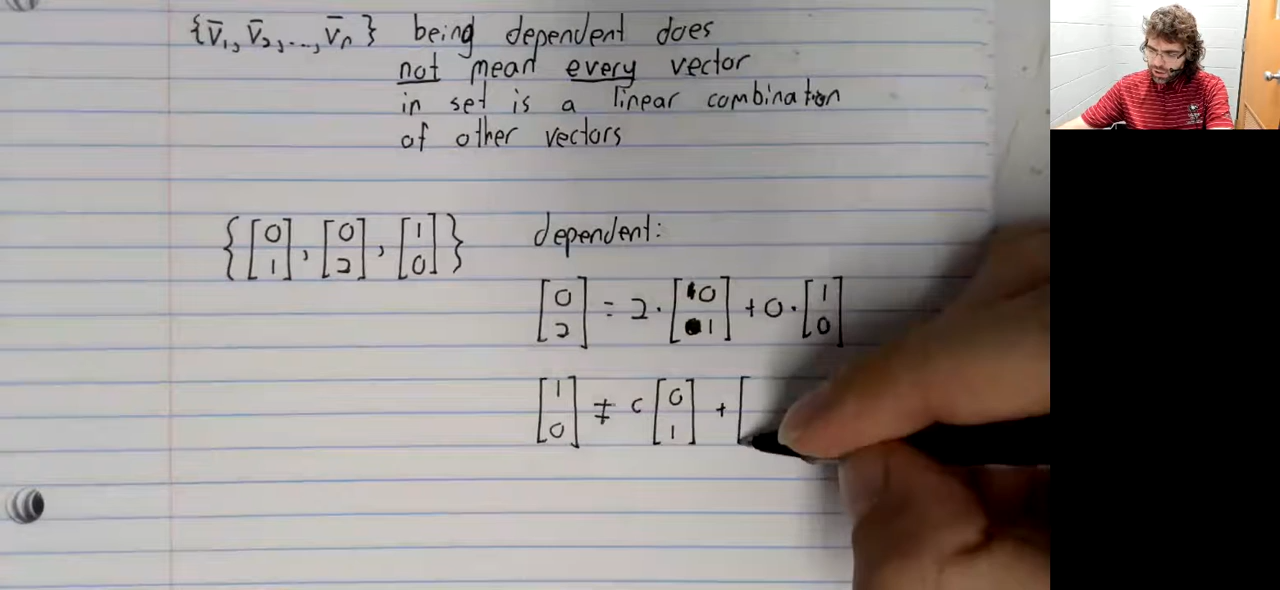 {v̄₁, v̄₂, ..., v̄ₙ} being dependent does
not mean every vector
in set is a linear combination
of other vectors
{[0 1], [0 2], [1 0]} dependent:
[0 2] = 2·[0 1] + 0·[1 0]
[1 0] ≠ c[0 1] + [